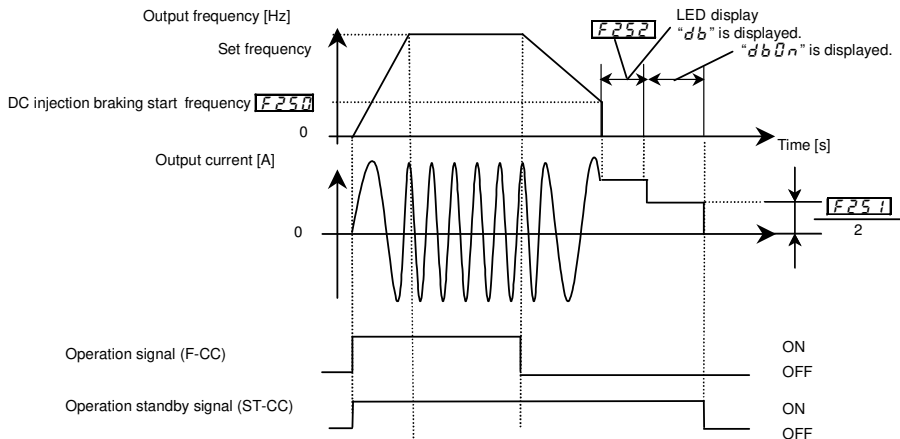 Output frequency [Hz]
Set frequency
DC injection braking start frequency F250
0
F252
LED display
“db” is displayed.
“dbOn” is displayed.
Time [s]
Output current [A]
0
F251
2
Operation signal (F-CC)
ON
OFF
Operation standby signal (ST-CC)
ON
OFF